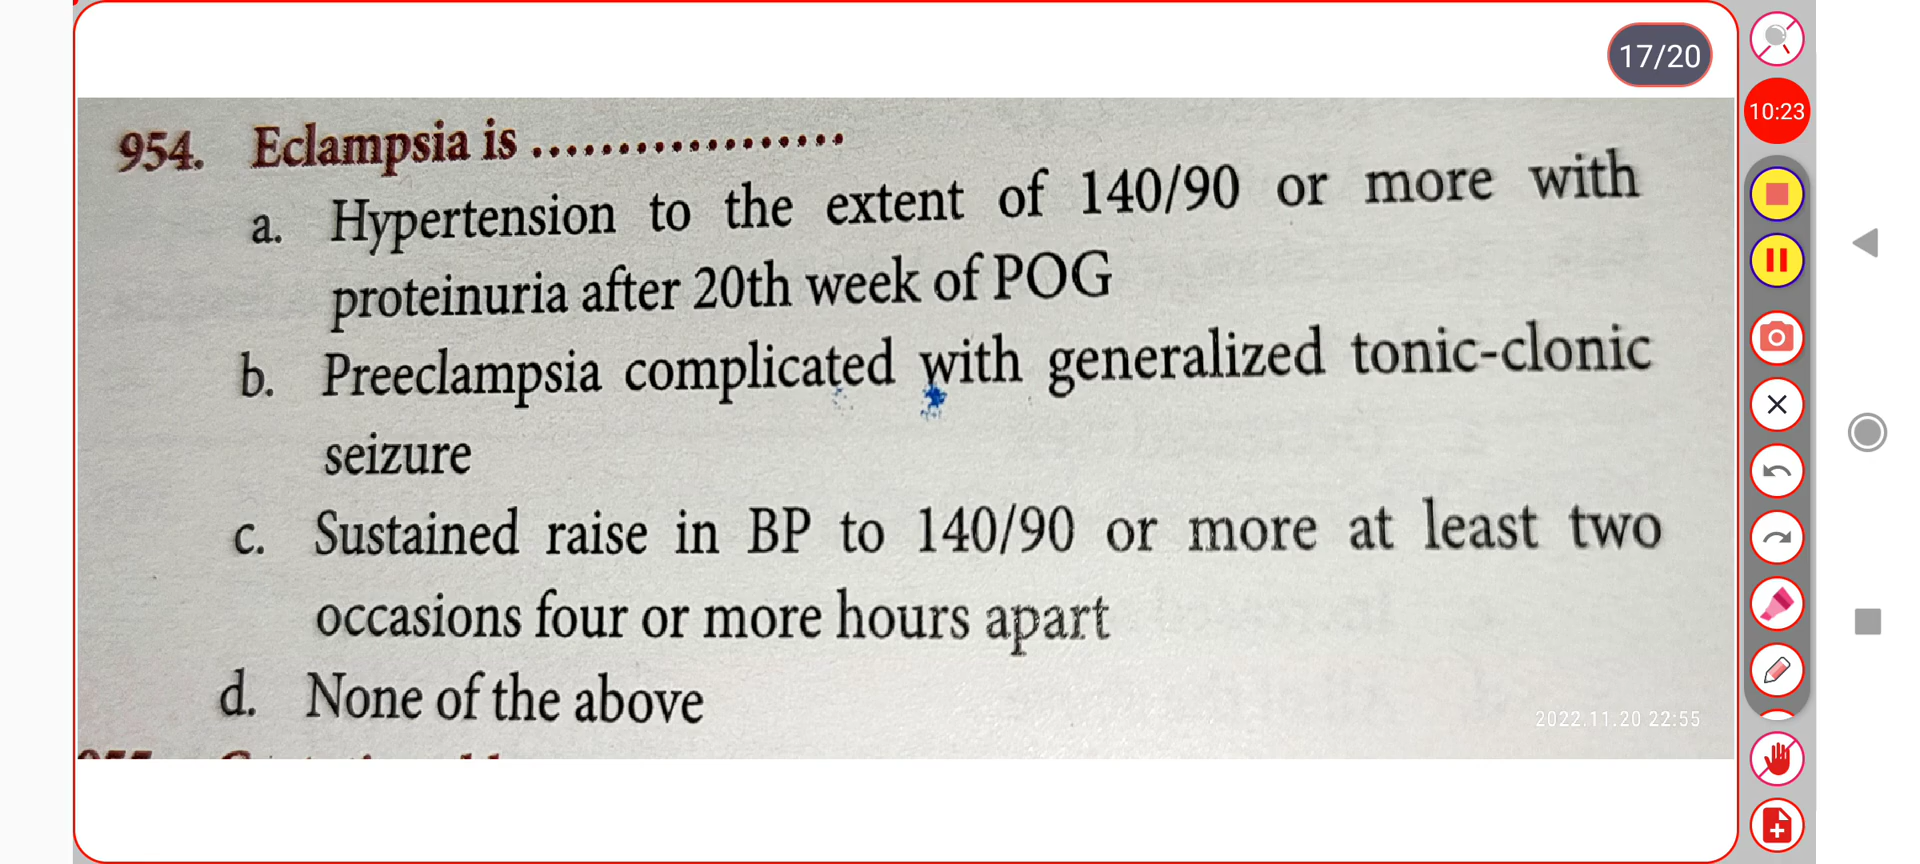 17/20
10:23
954. Eclampsia is ..................
a. Hypertension to the extent of 140/90 or more with
proteinuria after 20th week of POG
b. Preeclampsia complicated with generalized tonic-clonic
seizure
c. Sustained raise in BP to 140/90 or more at least two
occasions four or more hours apart
d. None of the above
2022.11.20 22:55